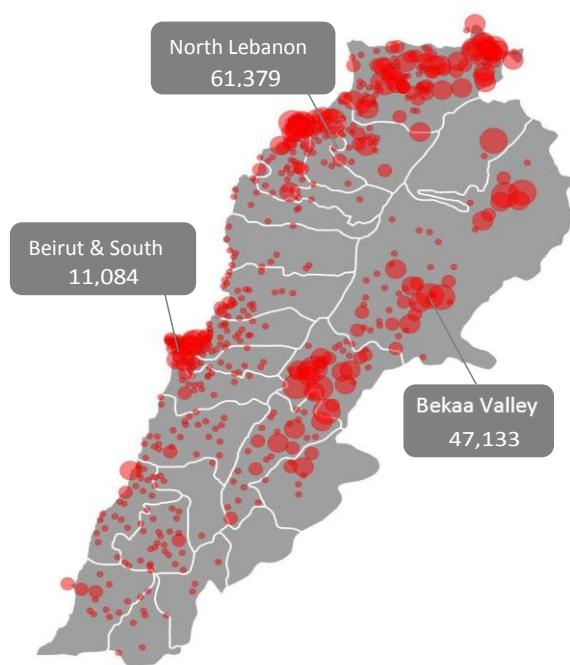 North Lebanon
61,379
Beirut & South
11,084
Bekaa Valley
47,133